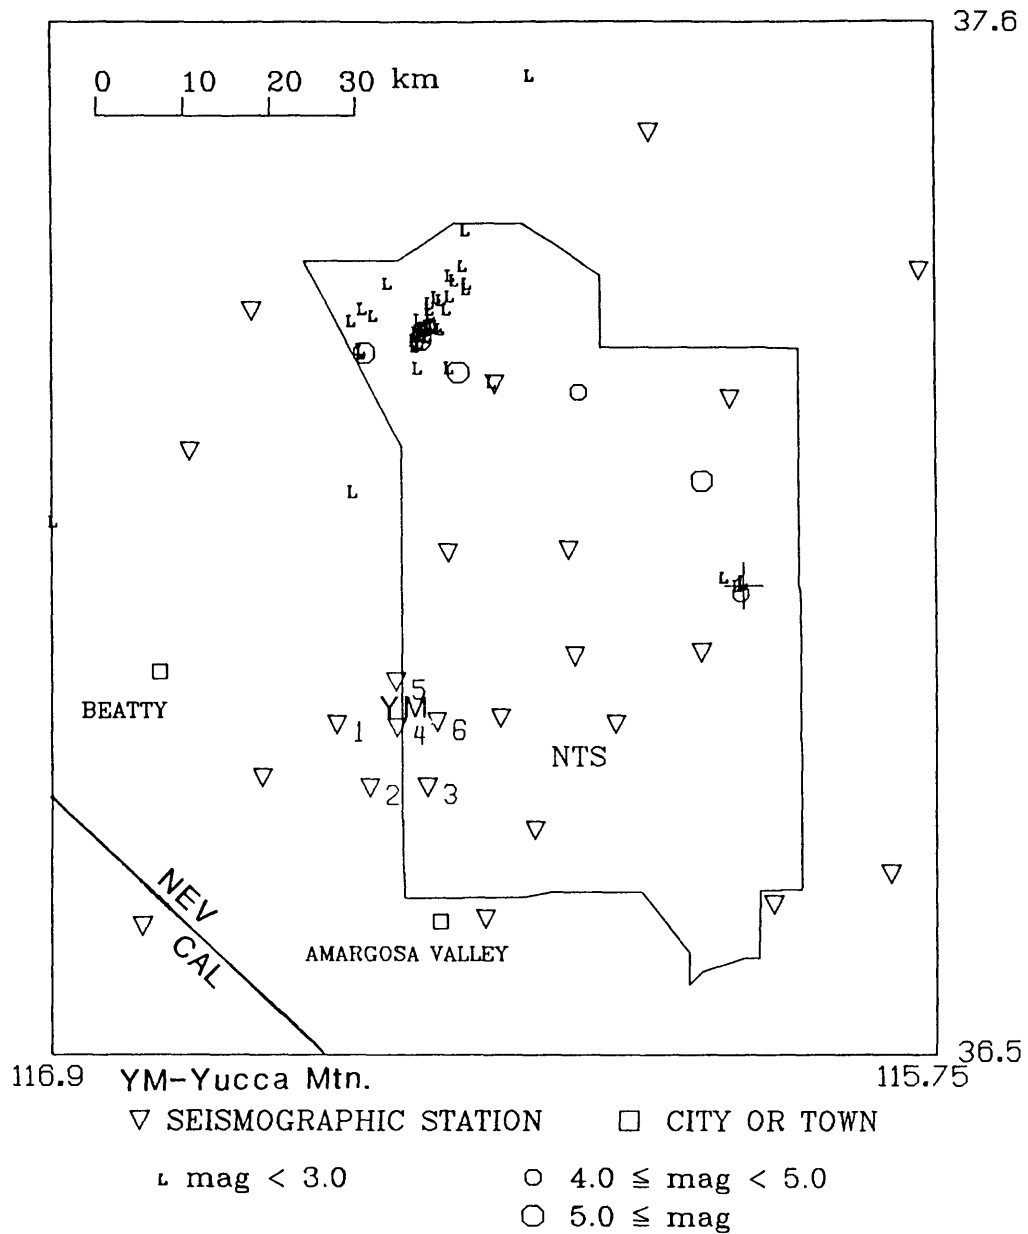 37.6
0 10 20 30 km
5
YM
1 4 6
NTS
2 3
BEATTY
NEV
CAL
AMARGOSA VALLEY
36.5
116.9 115.75
YM-Yucca Mtn.
▽ SEISMOGRAPHIC STATION □ CITY OR TOWN
L mag < 3.0 ○ 4.0 ≦ mag < 5.0
○ 5.0 ≦ mag